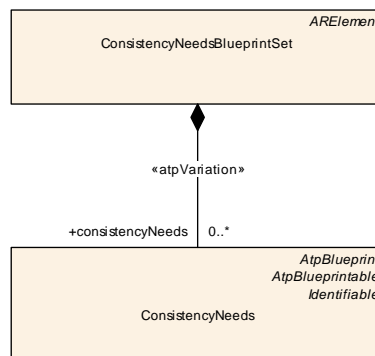 ARElemen
ConsistencyNeedsBlueprintSet
«atpVariation»
+consistencyNeeds 0..*
AtpBlueprin
AtpBlueprintable
Identifiable
ConsistencyNeeds